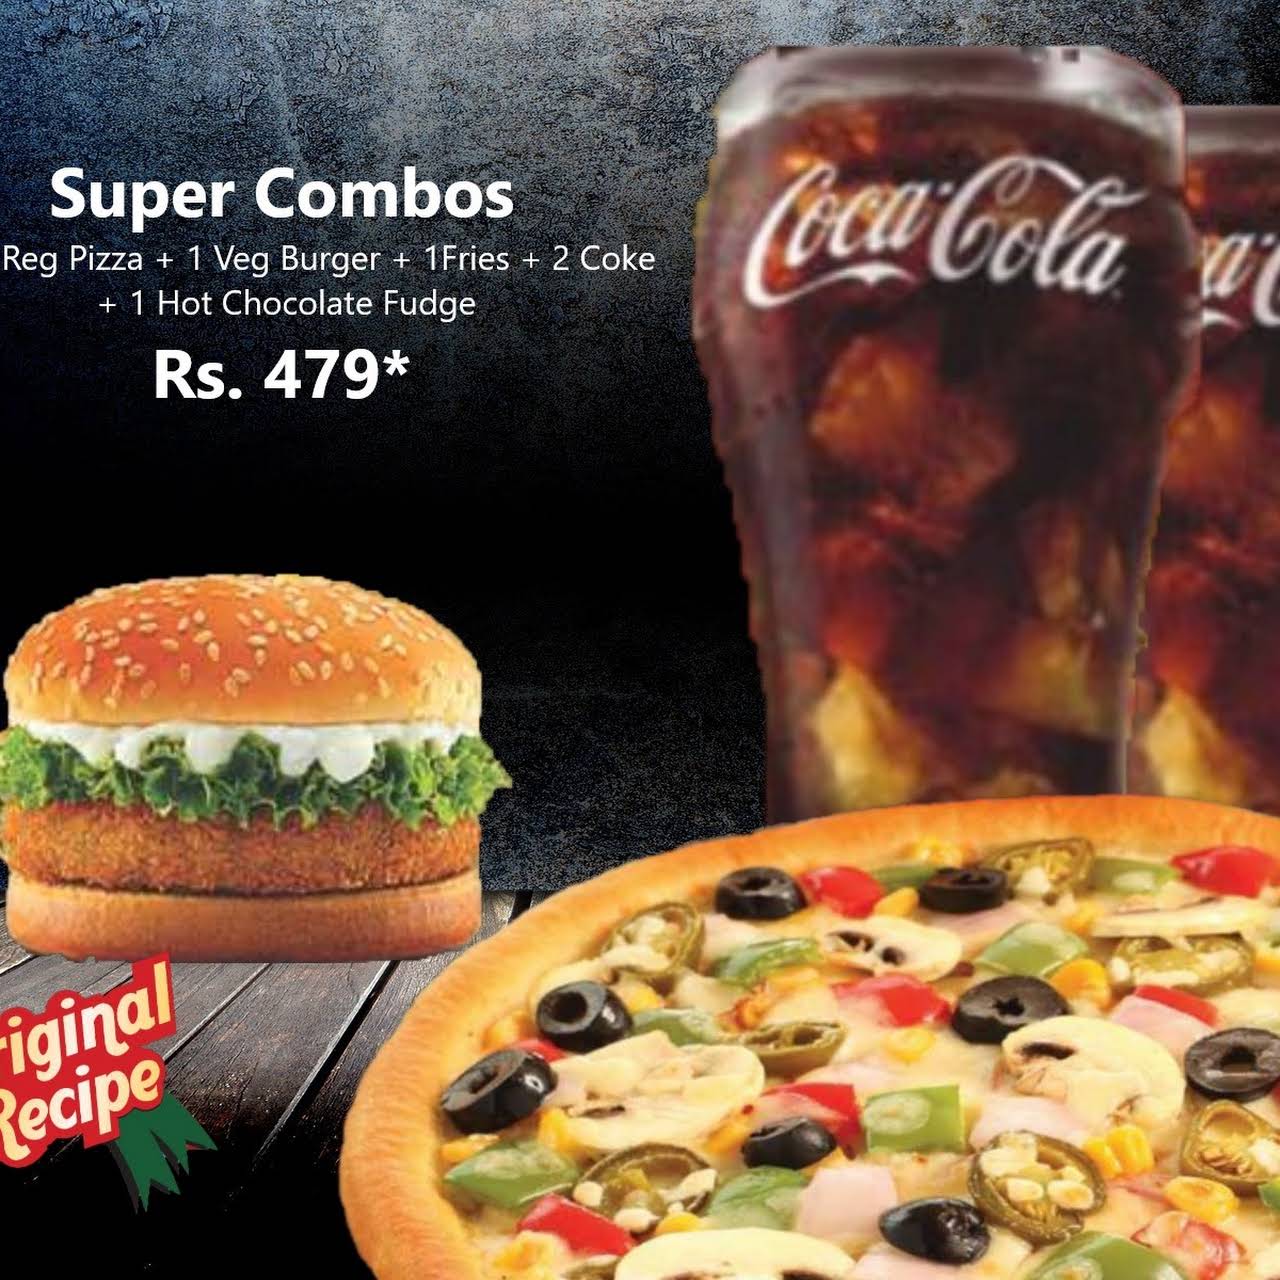 Super Combos
Reg Pizza + 1 Veg Burger + 1Fries + 2 Coke
+ 1 Hot Chocolate Fudge
Rs. 479*
Coca-Cola
riginal
Recipe